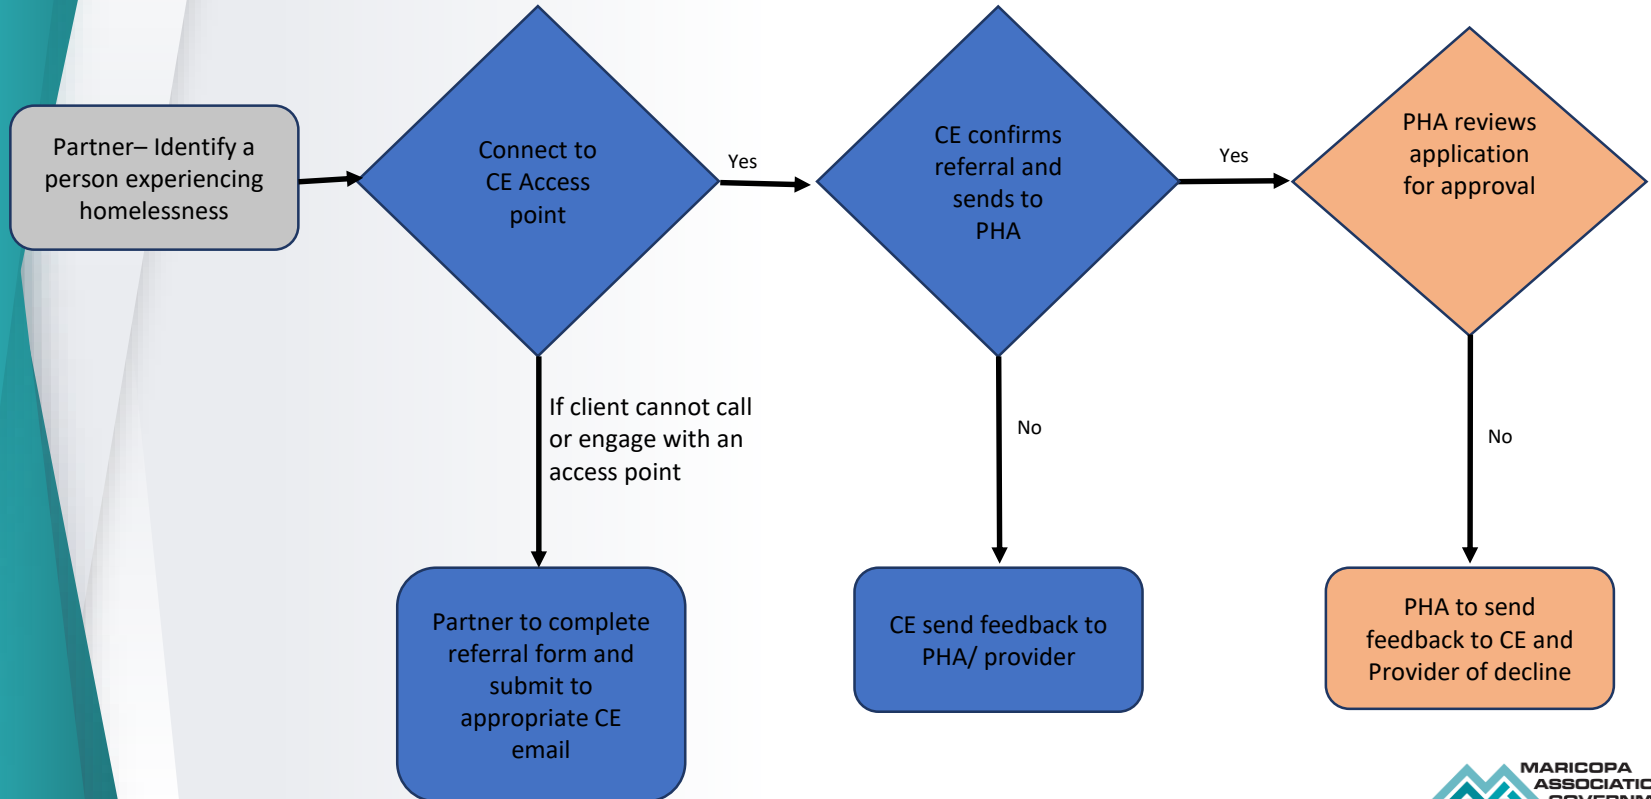 Partner– Identify a
person experiencing
homelessness
Connect to
CE Access
point
Yes
CE confirms
referral and
sends to
PHA
Yes
PHA reviews
application
for approval
If client cannot call
or engage with an
access point
No
No
Partner to complete
referral form and
submit to
appropriate CE
email
CE send feedback to
PHA/ provider
PHA to send
feedback to CE and
Provider of decline
MARICOPA
ASSOCIATIO